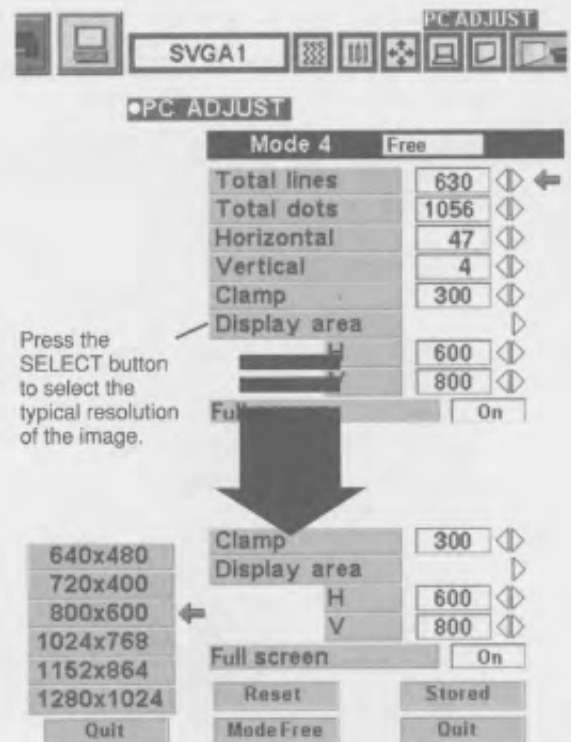 PC ADJUST
SVGA1
●PC ADJUST
Mode 4 Free
Total lines 630
Total dots 1056
Horizontal 47
Vertical 4
Clamp 300
Display area
H 600
800
On
Press the
SELECT button
to select the
typical resolution
of the image.
Clamp 300
Display area
H 600
V 800
Full screen On
Reset Stored
Mode Free Quit
640x480
720x400
800x600
1024x768
1152x864
1280x1024
Quit